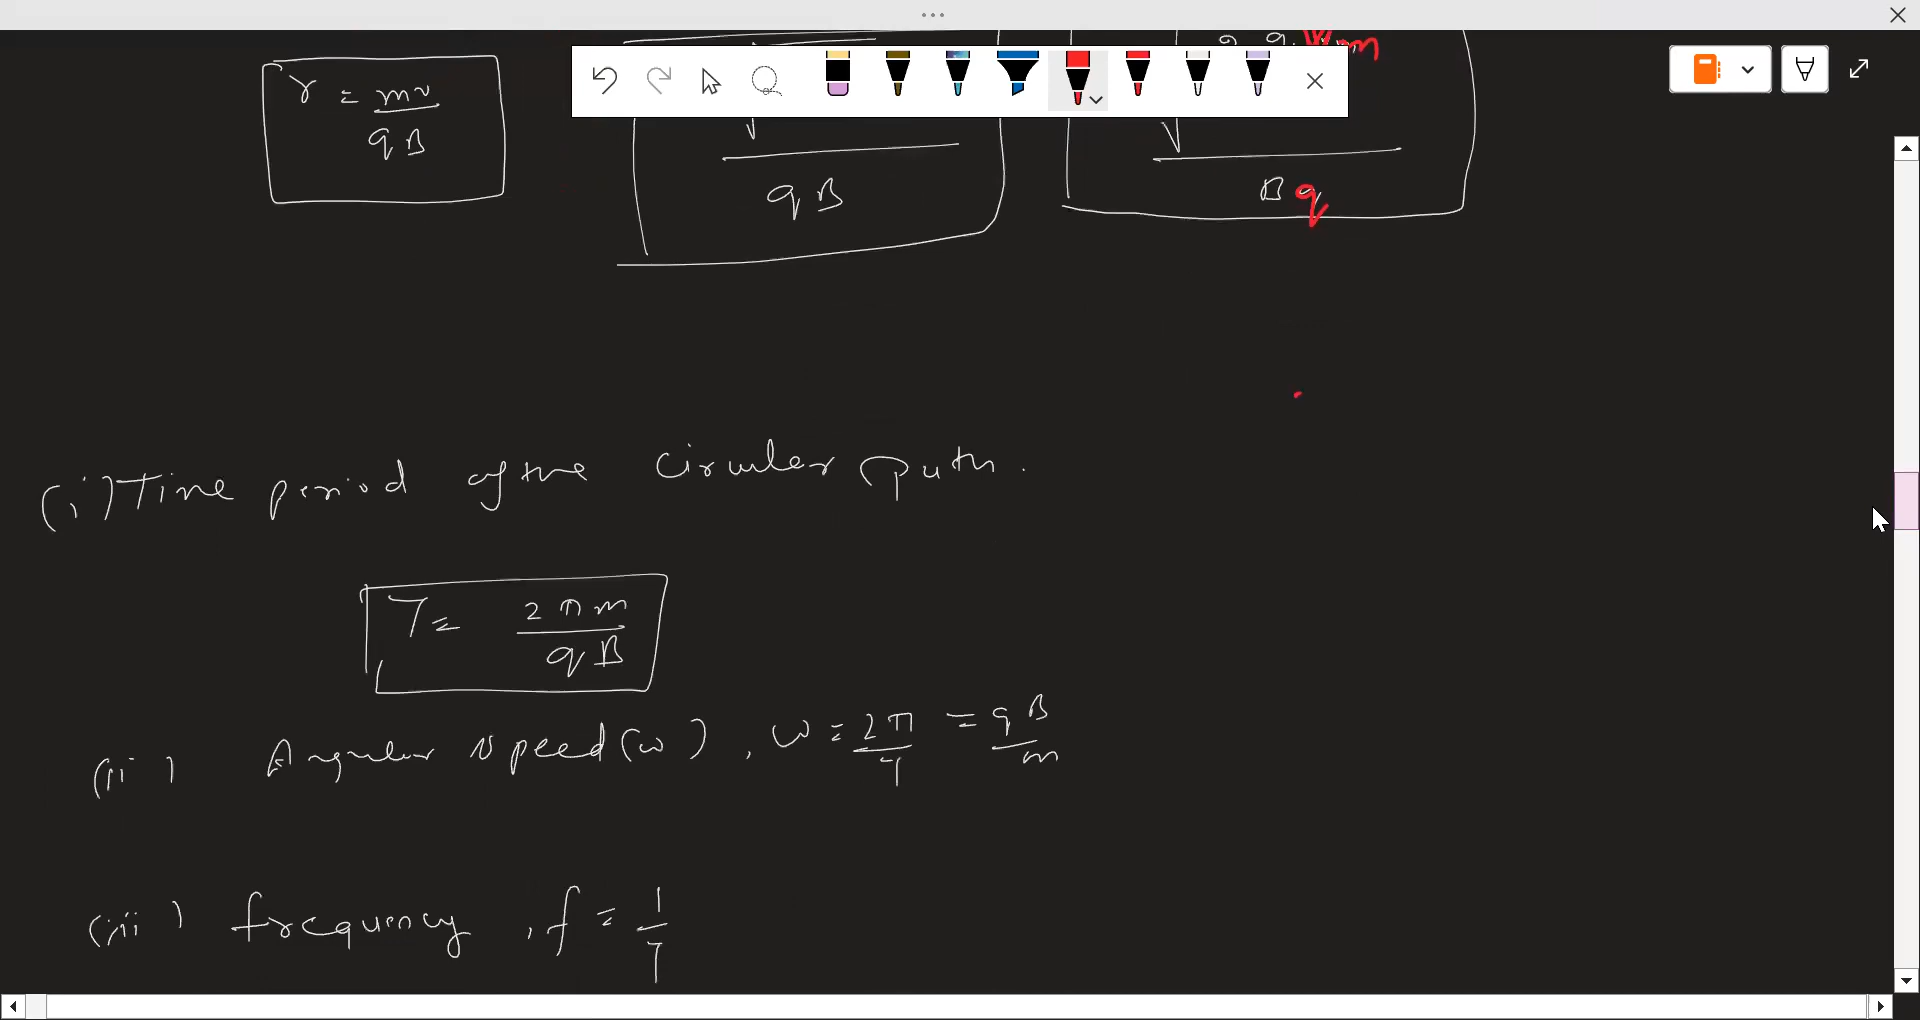 r = mv / qB
qB
Bq
(i) Time period of the circular path.
T = 2πm / qB
(ii) Angular speed (ω), ω = 2π / T = qB / m
(iii) frequency, f = 1 / T